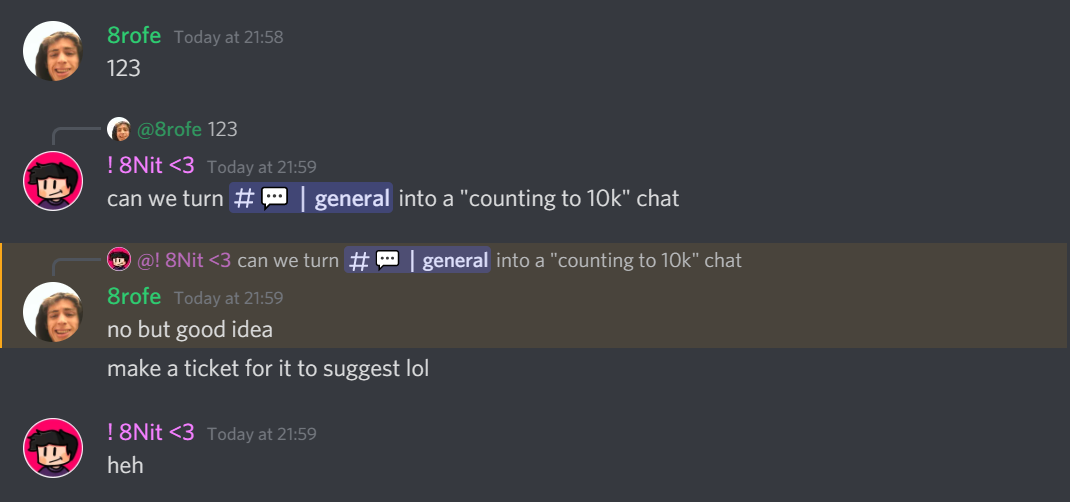 8rofe Today at 21:58
123
@8rofe 123
! 8Nit <3 Today at 21:59
can we turn #💬 | general into a "counting to 10k" chat
@! 8Nit <3 can we turn #💬 | general into a "counting to 10k" chat
8rofe Today at 21:59
no but good idea
make a ticket for it to suggest lol
! 8Nit <3 Today at 21:59
heh